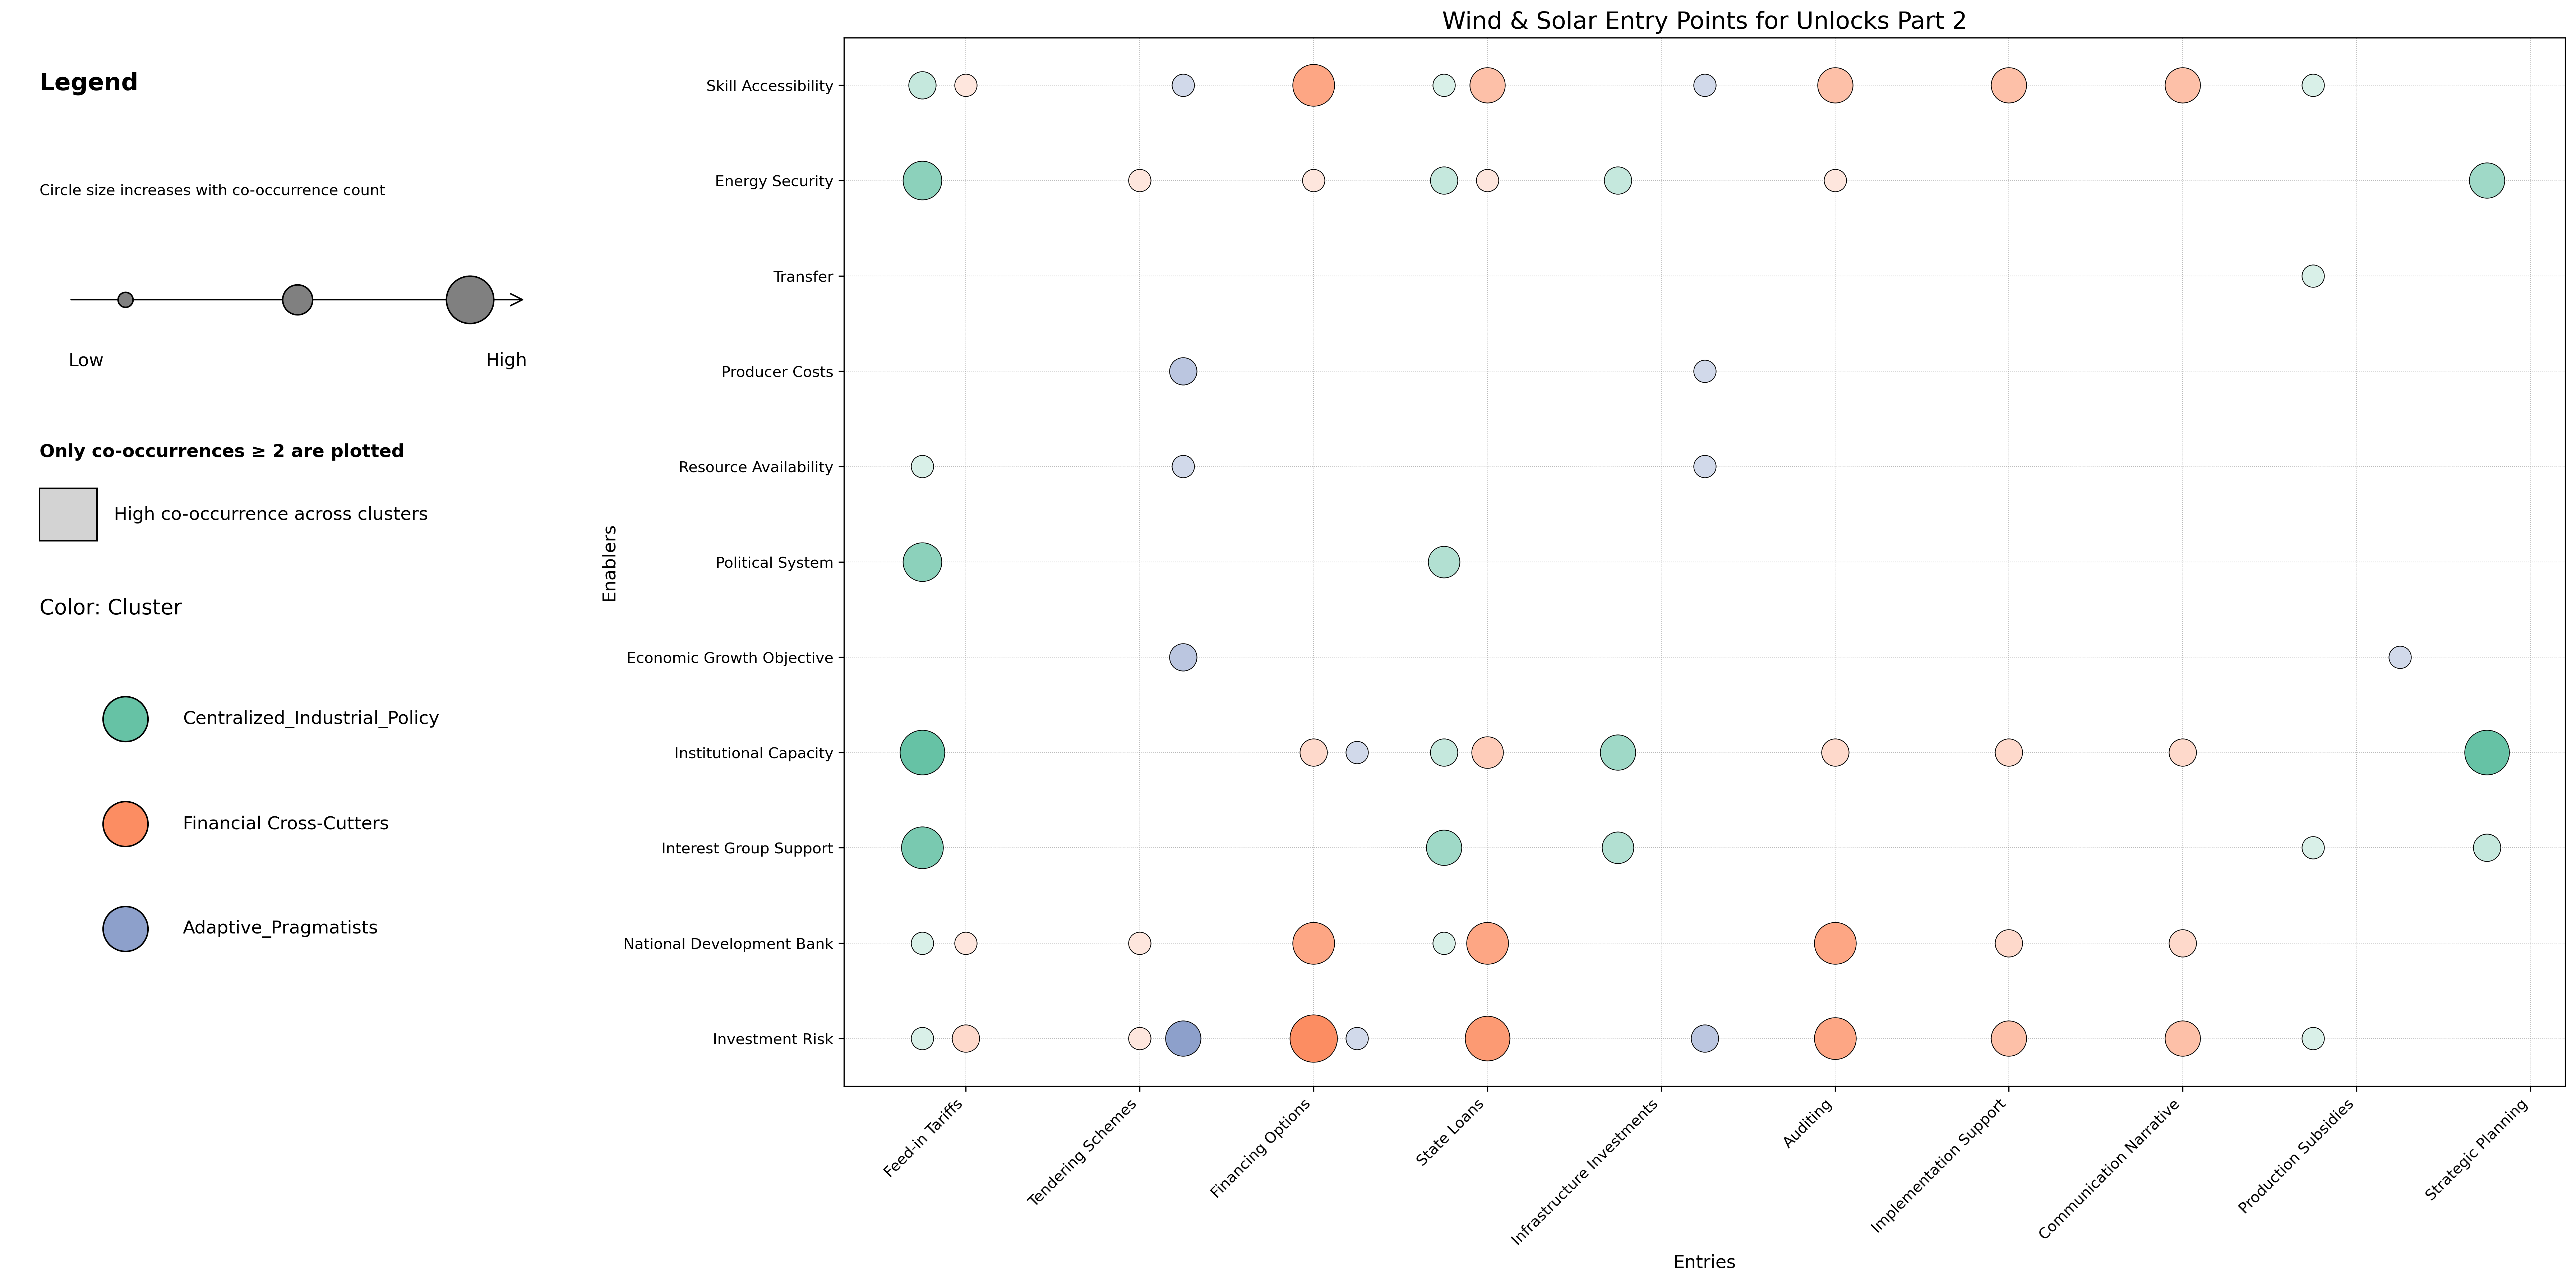 Wind & Solar Entry Points for Unlocks Part 2
Legend
Circle size increases with co-occurrence count
Low
High
Only co-occurrences ≥ 2 are plotted
High co-occurrence across clusters
Color: Cluster
Centralized_Industrial_Policy
Financial Cross-Cutters
Adaptive_Pragmatists
Enablers
Skill Accessibility
Energy Security
Transfer
Producer Costs
Resource Availability
Political System
Economic Growth Objective
Institutional Capacity
Interest Group Support
National Development Bank
Investment Risk
Feed-in Tariffs
Tendering Schemes
Financing Options
State Loans
Infrastructure Investments
Auditing
Implementation Support
Communication Narrative
Production Subsidies
Strategic Planning
Entries